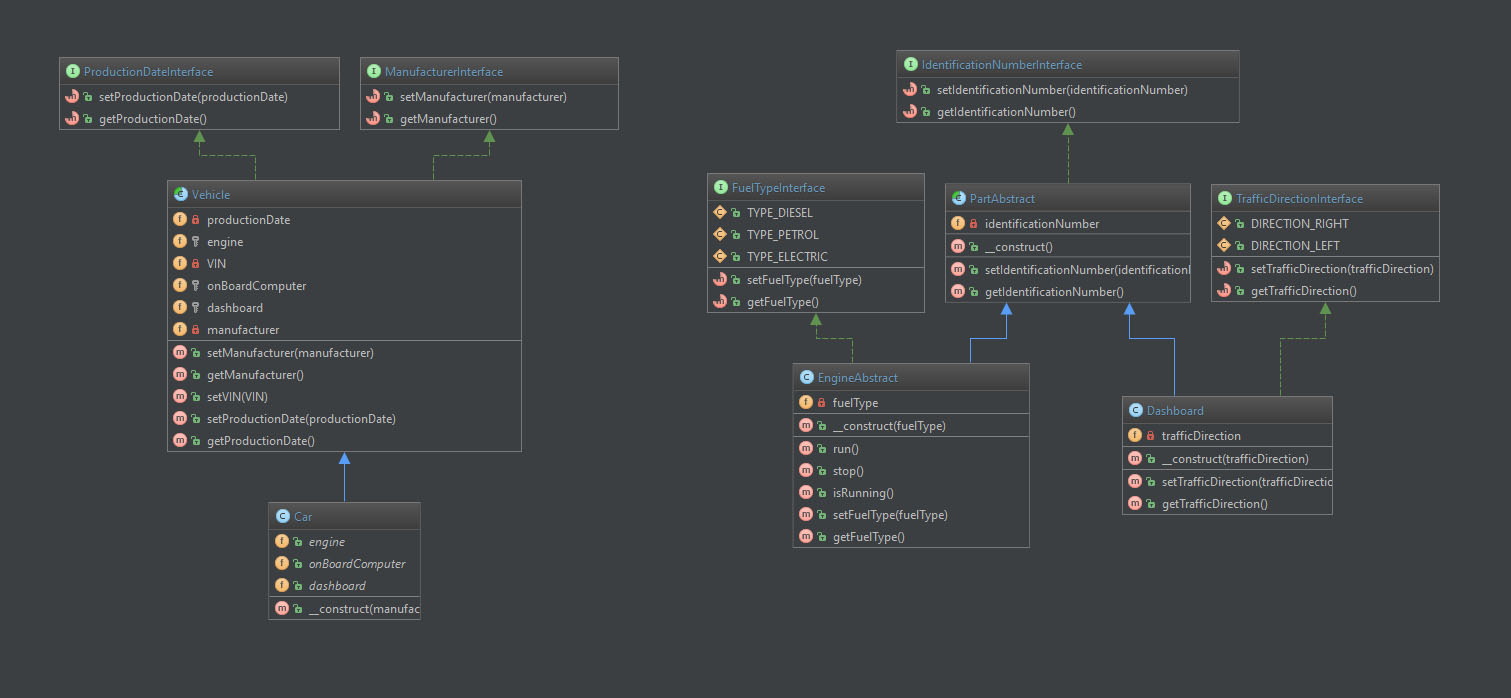 ProductionDateInterface
setProductionDate(productionDate)
getProductionDate()
ManufacturerInterface
setManufacturer(manufacturer)
getManufacturer()
Vehicle
productionDate
engine
VIN
onBoardComputer
dashboard
manufacturer
setManufacturer(manufacturer)
getManufacturer()
setVIN(VIN)
setProductionDate(productionDate)
getProductionDate()
Car
engine
onBoardComputer
dashboard
__construct(manufac
IdentificationNumberInterface
setIdentificationNumber(identificationNumber)
getIdentificationNumber()
FuelTypeInterface
TYPE_DIESEL
TYPE_PETROL
TYPE_ELECTRIC
setFuelType(fuelType)
getFuelType()
PartAbstract
identificationNumber
__construct()
setIdentificationNumber(identificationl
getIdentificationNumber()
TrafficDirectionInterface
DIRECTION_RIGHT
DIRECTION_LEFT
setTrafficDirection(trafficDirection)
getTrafficDirection()
EngineAbstract
fuelType
__construct(fuelType)
run()
stop()
isRunning()
setFuelType(fuelType)
getFuelType()
Dashboard
trafficDirection
__construct(trafficDirection)
setTrafficDirection(trafficDirectic
getTrafficDirection()